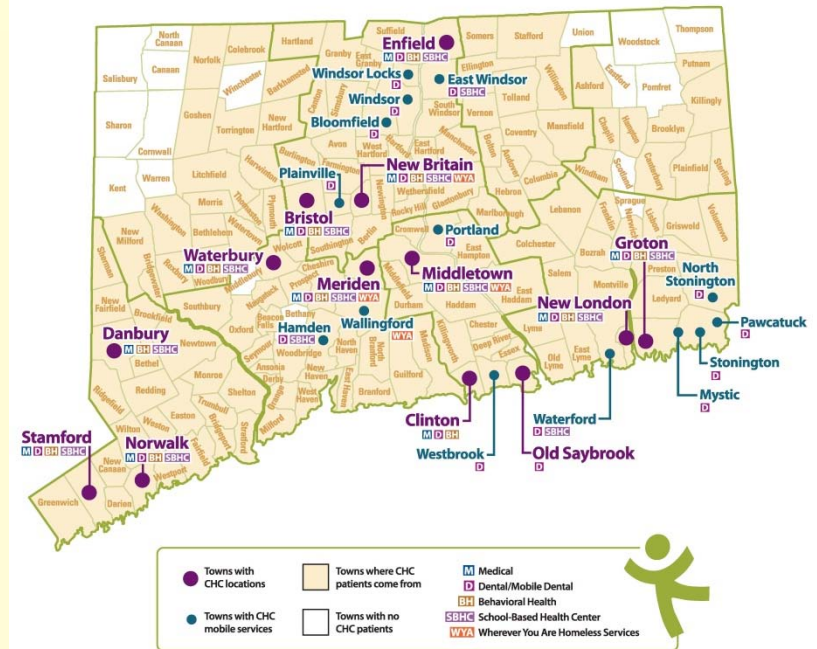 North
Canaan
Colebrook
Hartland
Suffield
Enfield
M D BH SBHC
Somers
Stafford
Union
Woodstock
Thompson
Salisbury
Canaan
Norfolk
Granby
East
Granby
Windsor Locks
D
East Windsor
D SBHC
Ellington
Willington
Ashford
Eastford
Pomfret
Putnam
Winchester
Barkhamsted
Canton
Simsbury
Windsor
D
South
Windsor
Vernon
Tolland
Killingly
Sharon
Cornwall
Goshen
Torrington
New
Hartford
Bloomfield
D
Avon
West
Hartford
Hartford
East
Hartford
Manchester
Bolton
Coventry
Mansfield
Chaplin
Hampton
Brooklyn
Andover
Kent
Warren
Litchfield
Harwinton
Burlington
Farmington
Plainville
D
New Britain
M D BH SBHC WYA
Newington
Wethersfield
Rocky Hill
Glastonbury
Hebron
Columbia
Windham
Scotland
Canterbury
Plainfield
Sterling
Morris
Thomaston
Plymouth
Bristol
M D BH SBHC
Southington
Berlin
Cromwell
Portland
D
Marlborough
Lebanon
Franklin
Sprague
Norwich
Lisbon
Griswold
Voluntown
Washington
Bethlehem
Watertown
New
Milford
Bridgewater
Roxbury
Woodbury
Waterbury
M D BH SBHC
Wolcott
Middlebury
Sherman
Cheshire
Prospect
Naugatuck
Meriden
M D BH SBHC WYA
Middletown
M D BH SBHC WYA
Middlefield
East
Hampton
Colchester
Bozrah
Salem
Montville
Groton
M D BH SBHC
Preston
Ledyard
North
Stonington
D
New
Fairfield
Brookfield
Southbury
Oxford
Beacon
Falls
Bethany
Hamden
D SBHC
Wallingford
WYA
Durham
Haddam
East
Haddam
New London
M D BH SBHC
Lyme
Danbury
M BH SBHC
Bethel
Newtown
Seymour
Woodbridge
North
Haven
North
Branford
Madison
Killingworth
Chester
Deep River
Essex
Old
Lyme
East
Lyme
Pawcatuck
D
Stonington
D
Mystic
D
Ansonia
Derby
Orange
New
Haven
West
Haven
East Haven
Branford
Guilford
Milford
Ridgefield
Redding
Monroe
Shelton
Trumbull
Easton
Weston
Wilton
Bridgeport
Stratford
Fairfield
Clinton
M D BH
Westbrook
D
Old Saybrook
D
Waterford
D SBHC
Stamford
M D BH SBHC
Norwalk
M D BH SBHC
New
Canaan
Westport
Darien
Greenwich
Towns with
CHC locations
Towns where CHC
patients come from
Towns with CHC
mobile services
Towns with no
CHC patients
M Medical
D Dental/Mobile Dental
BH Behavioral Health
SBHC School-Based Health Center
WYA Wherever You Are Homeless Services